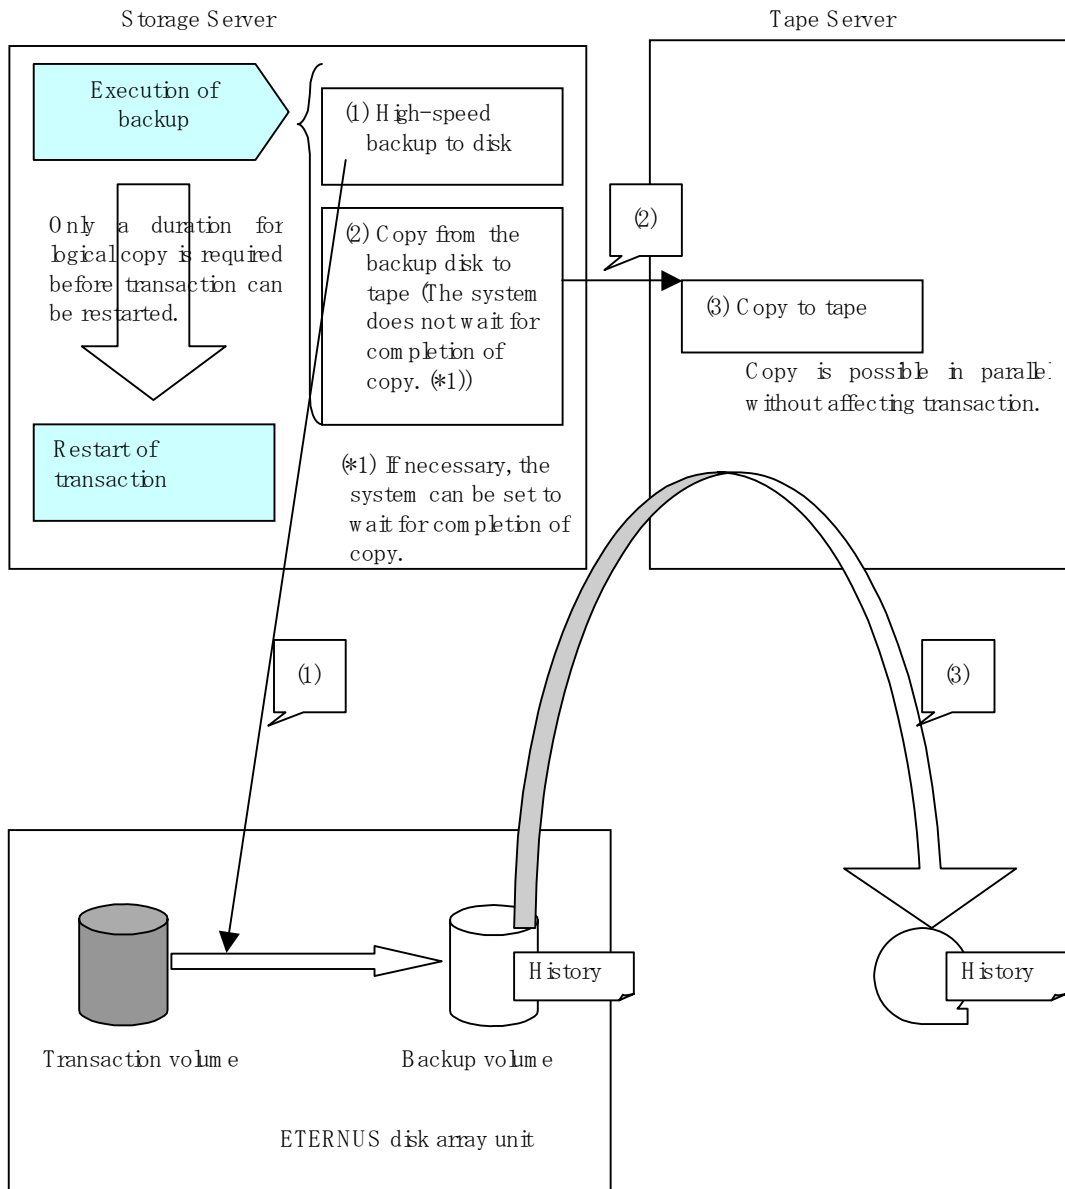 Storage Server
Tape Server
Execution of
backup
(1) High-speed
backup to disk
Only a duration for
logical copy is required
before transaction can
be restarted.
(2) Copy from the
backup disk to
tape (The system
does not wait for
completion of
copy. (*1))
(2)
(3) Copy to tape
Copy is possible in parallel
without affecting transaction.
Restart of
transaction
(*1) If necessary, the
system can be set to
wait for completion of
copy.
(1)
(3)
History
History
Transaction volume
Backup volume
ETERNUS disk array unit